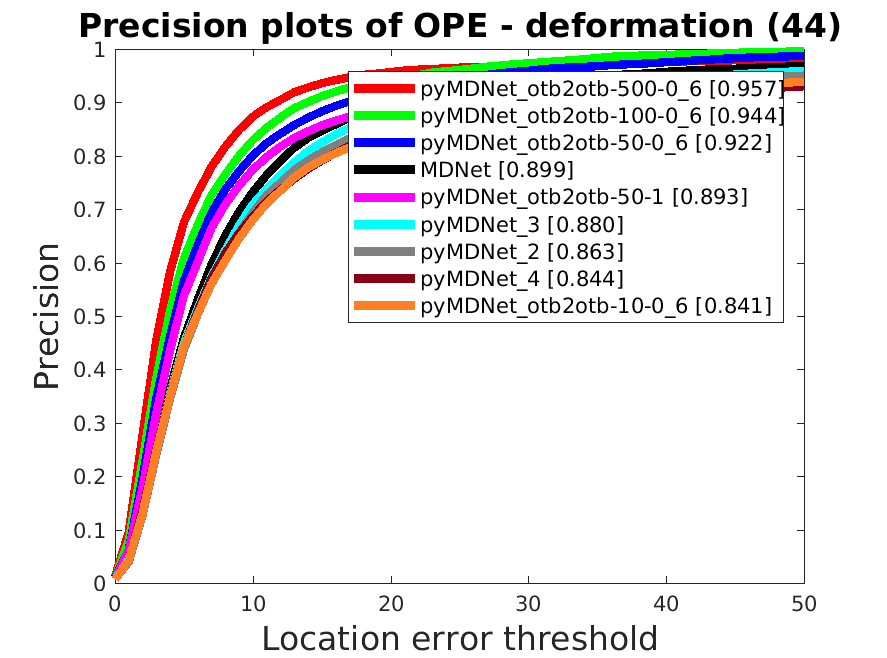 Precision plots of OPE - deformation (44)
1
0.9
0.8
0.7
0.6
0.5
0.4
0.3
0.2
0.1
0
Precision
pyMDNet_otb2otb-500-0_6 [0.957]
pyMDNet_otb2otb-100-0_6 [0.944]
pyMDNet_otb2otb-50-0_6 [0.922]
MDNet [0.899]
pyMDNet_otb2otb-50-1 [0.893]
pyMDNet_3 [0.880]
pyMDNet_2 [0.863]
pyMDNet_4 [0.844]
pyMDNet_otb2otb-10-0_6 [0.841]
0 10 20 30 40 50
Location error threshold